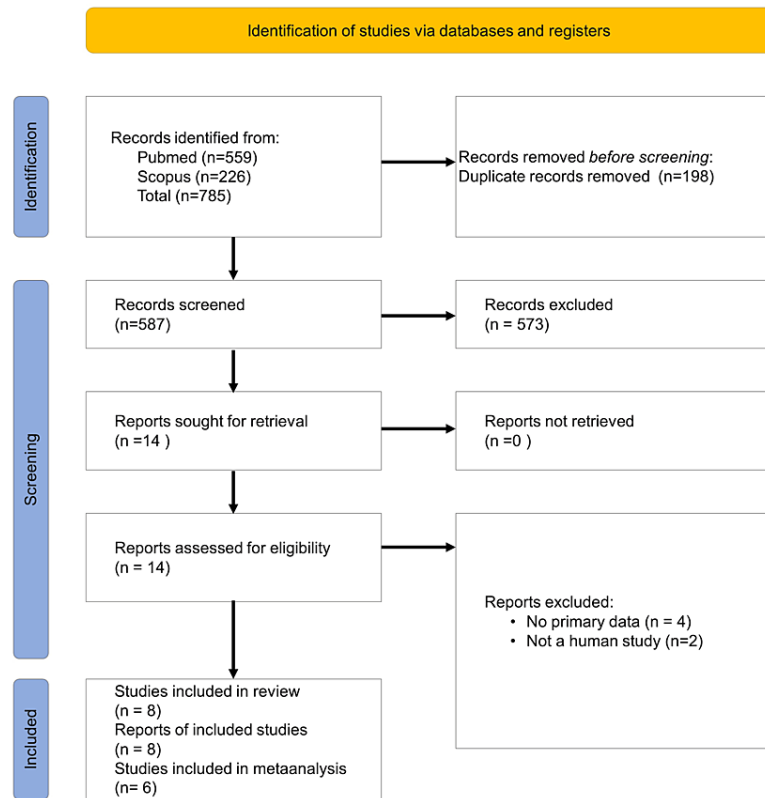 Identification of studies via databases and registers
Identification
Records identified from:
Pubmed (n=559)
Scopus (n=226)
Total (n=785)
Records removed before screening:
Duplicate records removed (n=198)
Screening
Records screened
(n=587)
Records excluded
(n = 573)
Reports sought for retrieval
(n =14 )
Reports not retrieved
(n =0 )
Reports assessed for eligibility
(n = 14)
Reports excluded:
• No primary data (n = 4)
• Not a human study (n=2)
Included
Studies included in review
(n = 8)
Reports of included studies
(n = 8)
Studies included in metaanalysis
(n= 6)